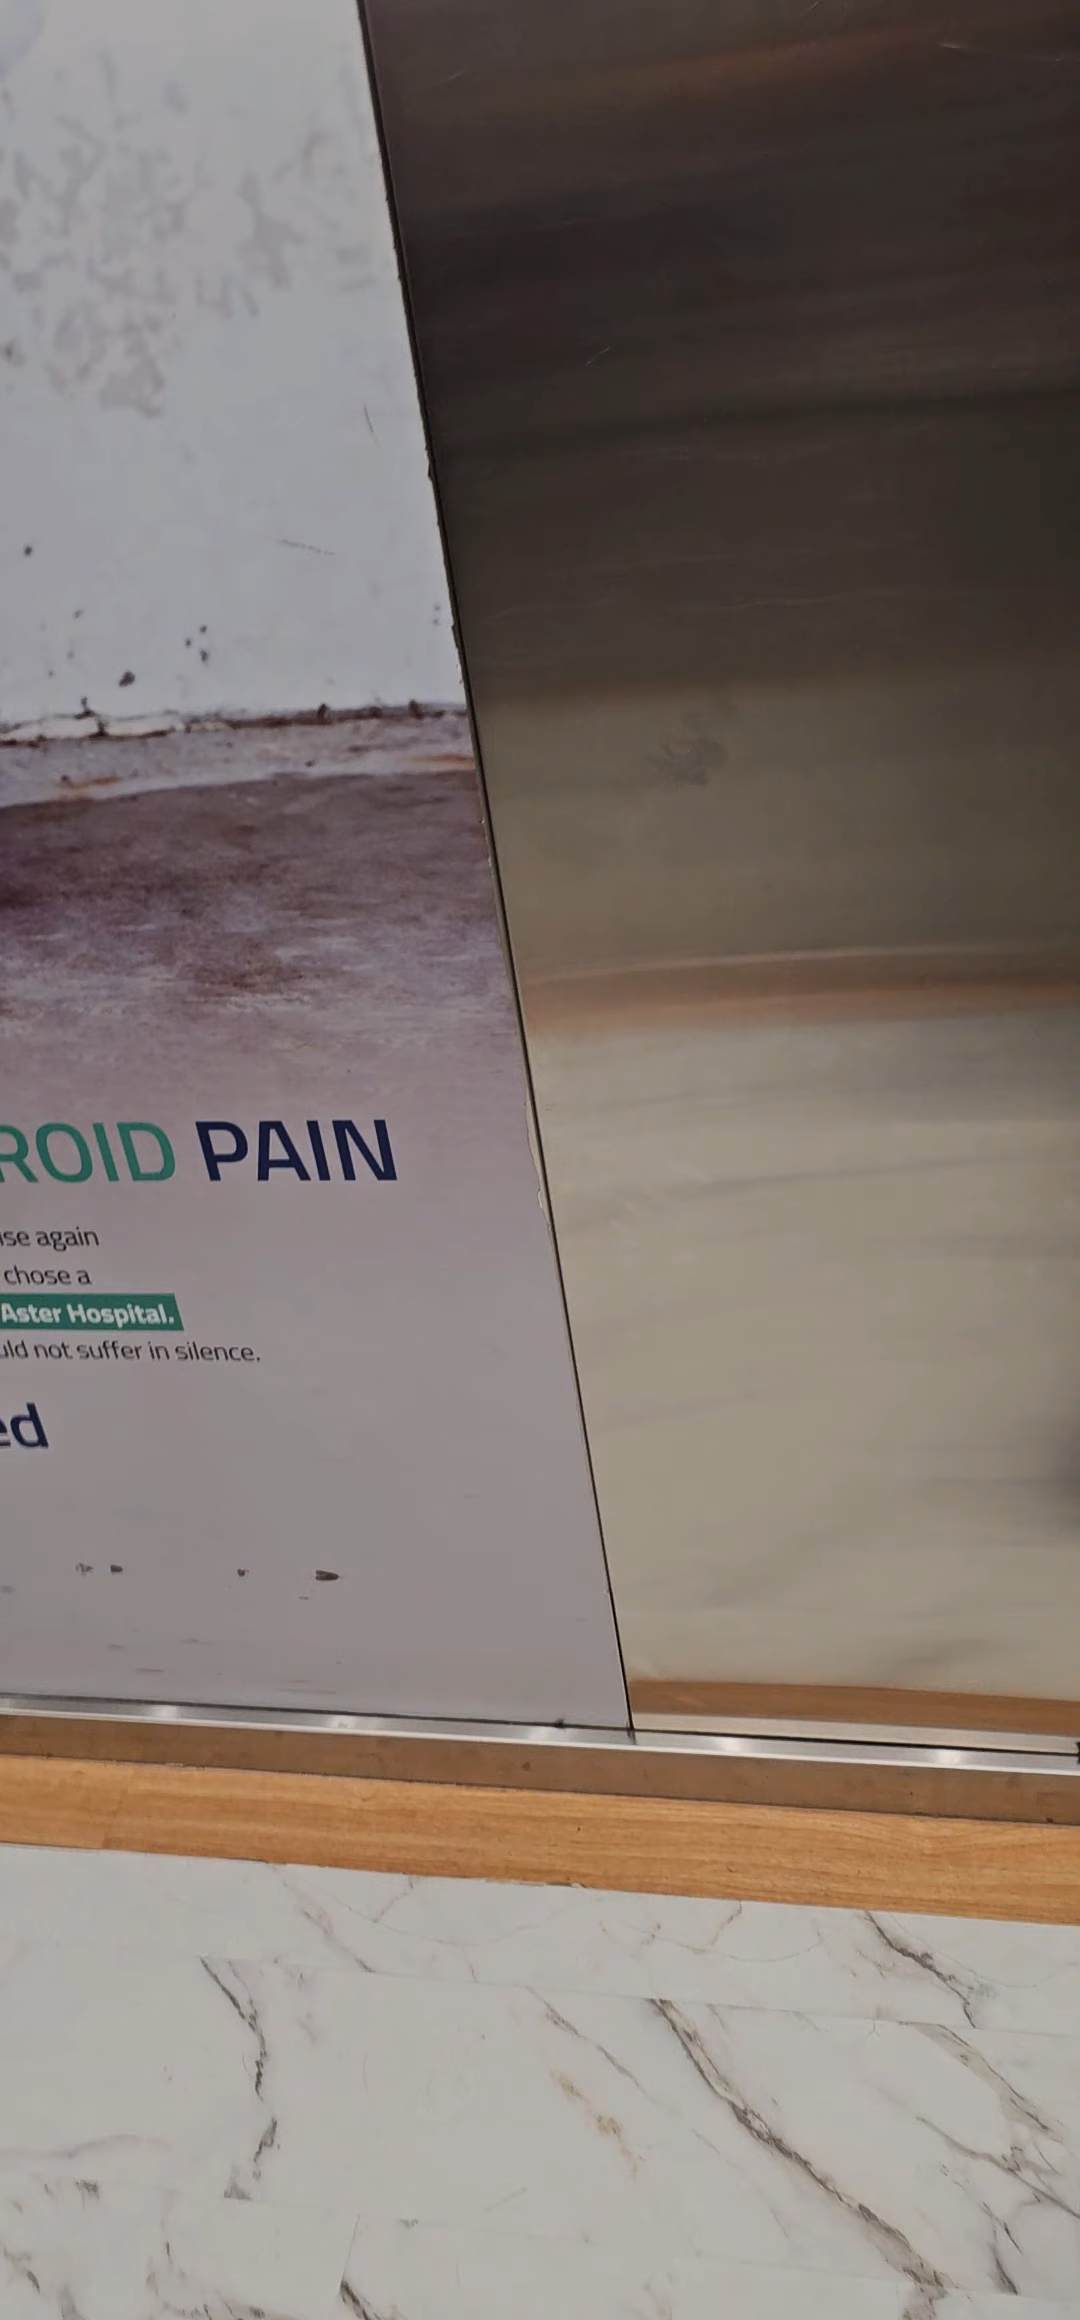 ROID PAIN
se again
chose a
Aster Hospital.
uld not suffer in silence.
ed